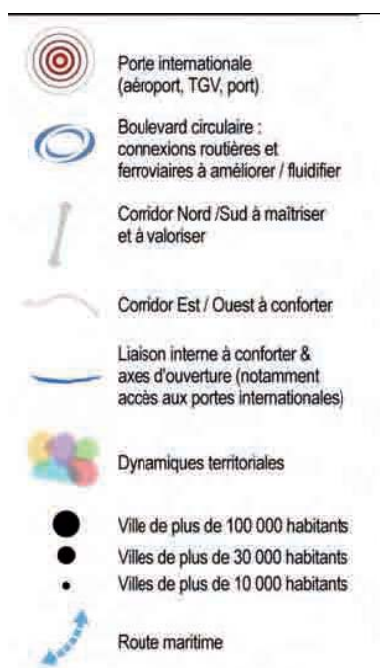 Porte internationale
(aéroport, TGV, port)
Boulevard circulaire :
connexions routières et
ferroviaires à améliorer / fluidifier
Corridor Nord /Sud à maîtriser
et à valoriser
Corridor Est / Ouest à conforter
Liaison interne à conforter &
axes d'ouverture (notamment
accès aux portes internationales)
Dynamiques territoriales
Ville de plus de 100 000 habitants
Villes de plus de 30 000 habitants
Villes de plus de 10 000 habitants
Route maritime